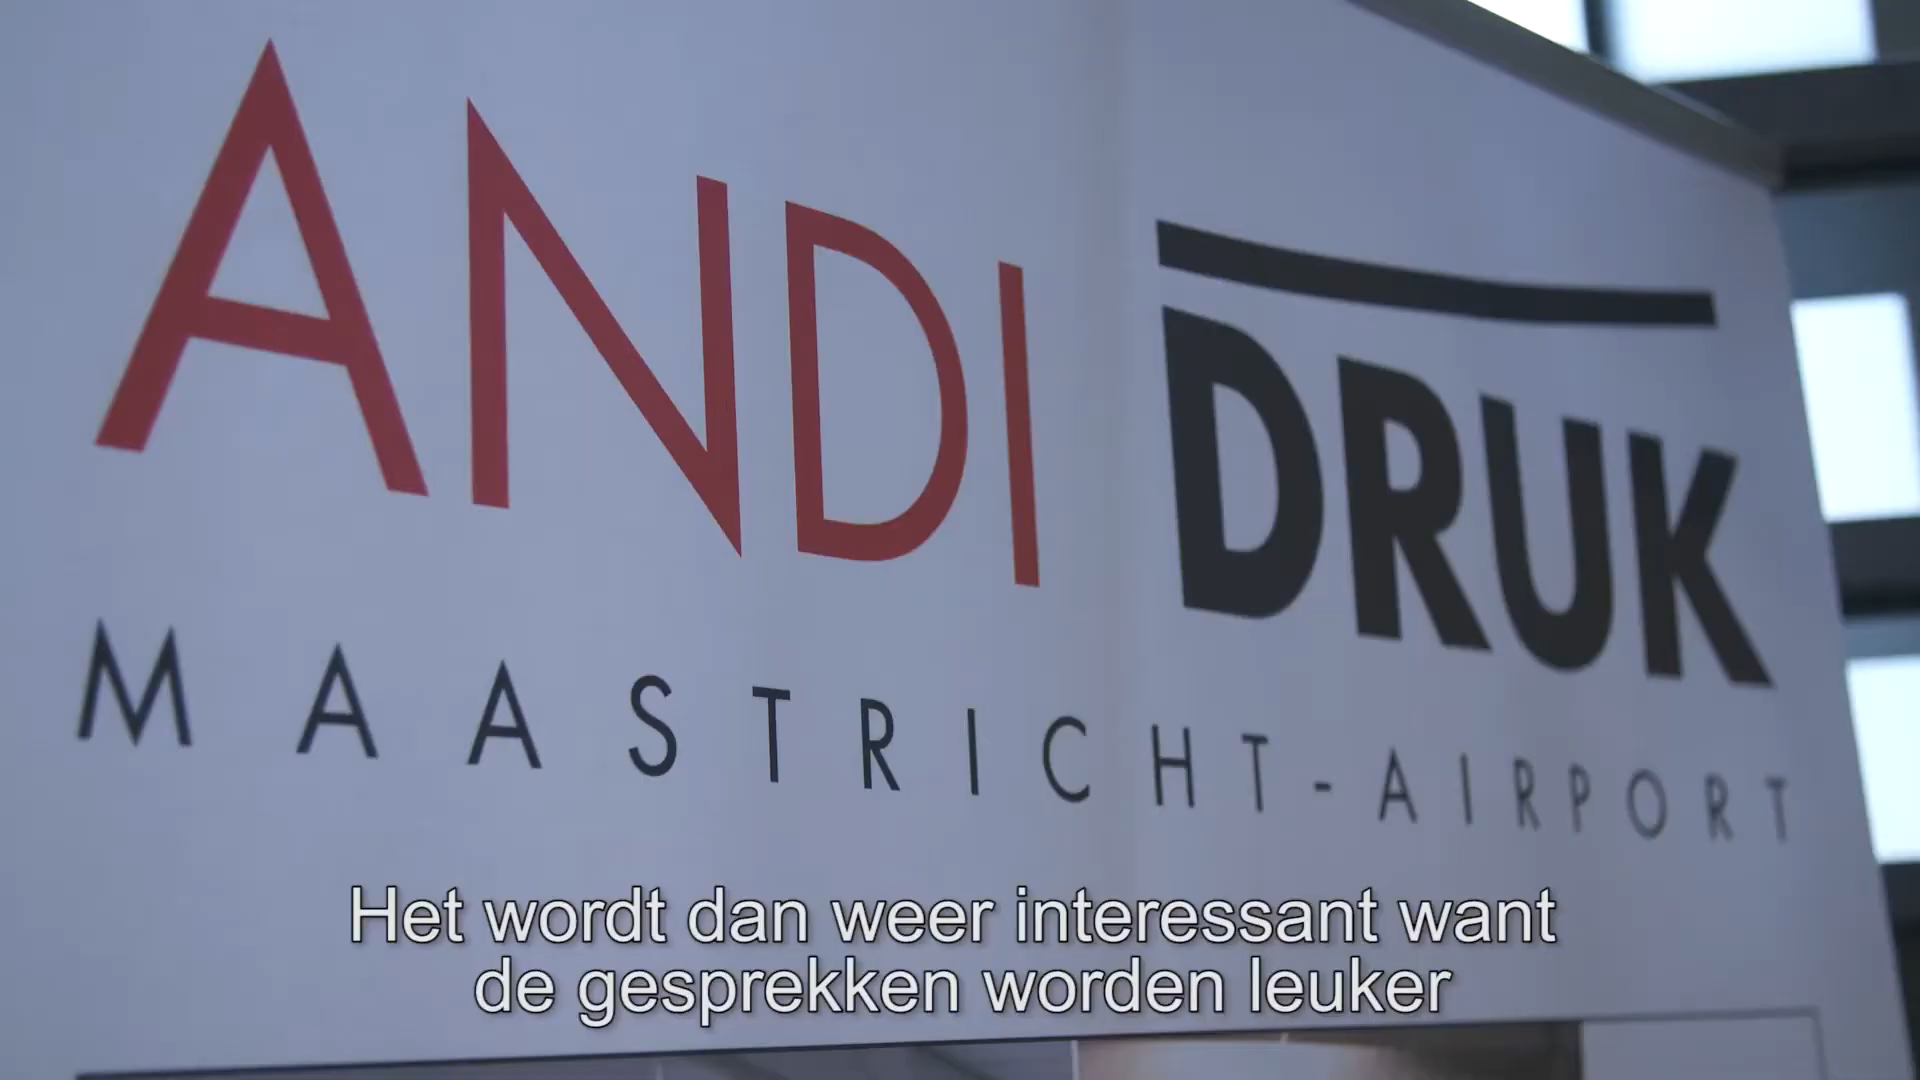 ANDI DRUK
MAASTRICHT-AIRPORT
Het wordt dan weer interessant want
de gesprekken worden leuker